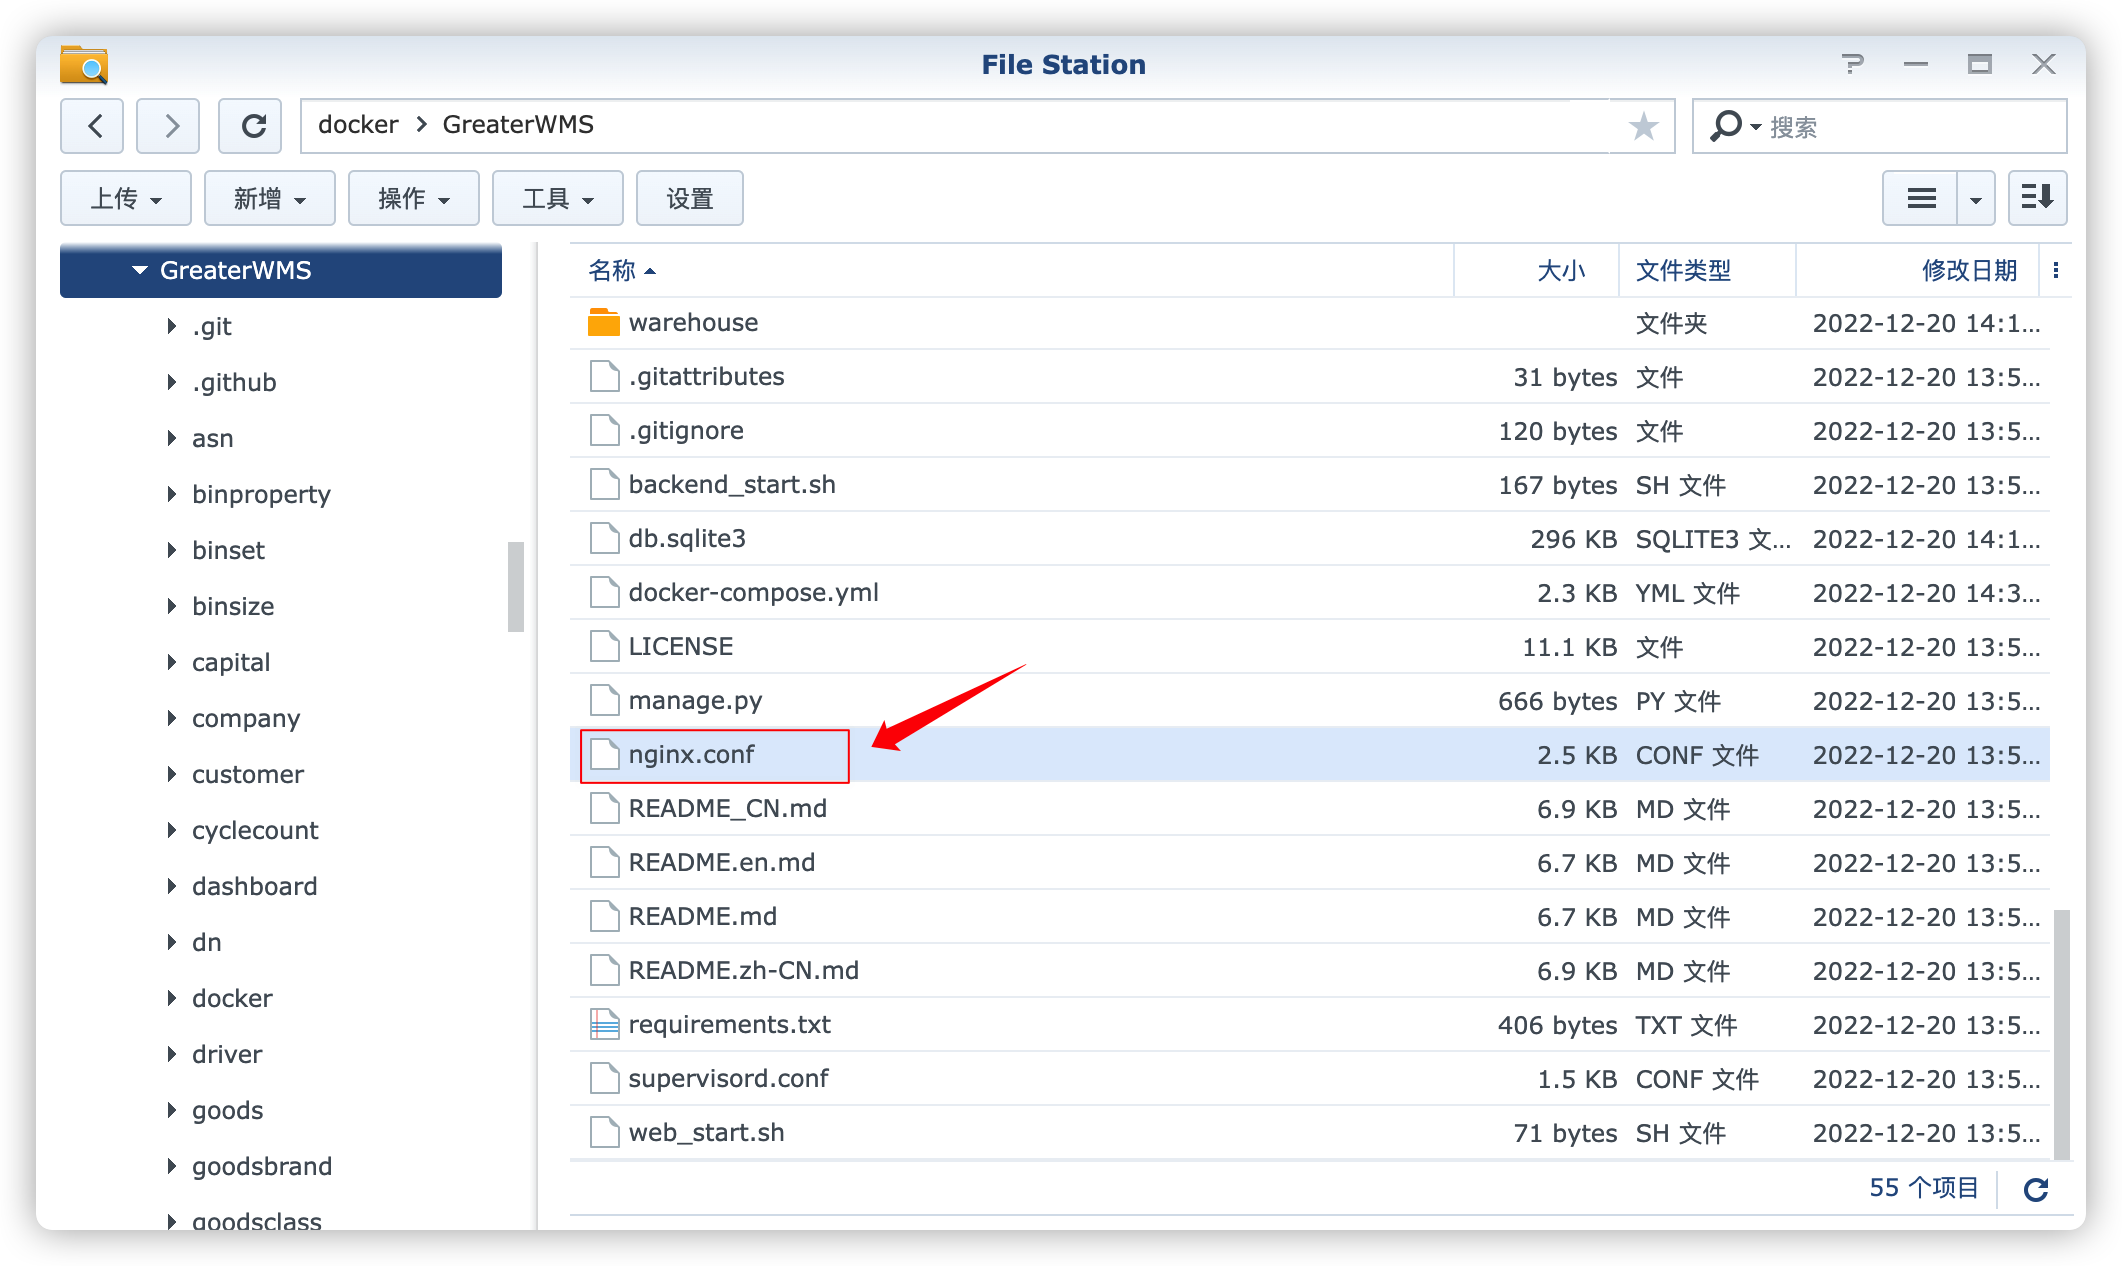 File Station
docker > GreaterWMS
搜索
上传 新增 操作 工具 设置
GreaterWMS
.git
.github
asn
binproperty
binset
binsize
capital
company
customer
cyclecount
dashboard
dn
docker
driver
goods
goodsbrand
goodsclass
名称 大小 文件类型 修改日期
warehouse 文件夹 2022-12-20 14:1...
.gitattributes 31 bytes 文件 2022-12-20 13:5...
.gitignore 120 bytes 文件 2022-12-20 13:5...
backend_start.sh 167 bytes SH 文件 2022-12-20 13:5...
db.sqlite3 296 KB SQLITE3 文... 2022-12-20 14:1...
docker-compose.yml 2.3 KB YML 文件 2022-12-20 14:3...
LICENSE 11.1 KB 文件 2022-12-20 13:5...
manage.py 666 bytes PY 文件 2022-12-20 13:5...
nginx.conf 2.5 KB CONF 文件 2022-12-20 13:5...
README_CN.md 6.9 KB MD 文件 2022-12-20 13:5...
README.en.md 6.7 KB MD 文件 2022-12-20 13:5...
README.md 6.7 KB MD 文件 2022-12-20 13:5...
README.zh-CN.md 6.9 KB MD 文件 2022-12-20 13:5...
requirements.txt 406 bytes TXT 文件 2022-12-20 13:5...
supervisord.conf 1.5 KB CONF 文件 2022-12-20 13:5...
web_start.sh 71 bytes SH 文件 2022-12-20 13:5...
55 个项目